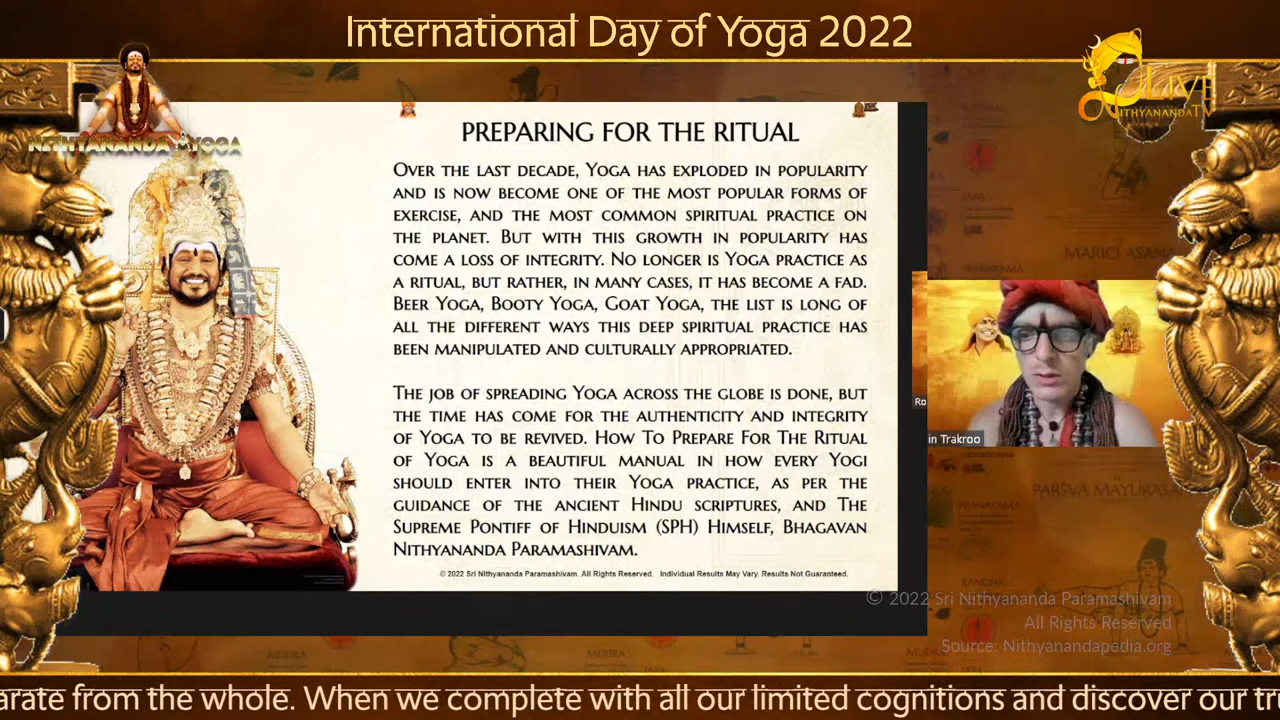 International Day of Yoga 2022
NITHYANANDA YOGA
LIVE
NITHYANANDA TV
PREPARING FOR THE RITUAL
OVER THE LAST DECADE, YOGA HAS EXPLODED IN POPULARITY
AND IS NOW BECOME ONE OF THE MOST POPULAR FORMS OF
EXERCISE, AND THE MOST COMMON SPIRITUAL PRACTICE ON
THE PLANET. BUT WITH THIS GROWTH IN POPULARITY HAS
COME A LOSS OF INTEGRITY. NO LONGER IS YOGA PRACTICE AS
A RITUAL, BUT RATHER, IN MANY CASES, IT HAS BECOME A FAD.
BEER YOGA, BOOTY YOGA, GOAT YOGA, THE LIST IS LONG OF
ALL THE DIFFERENT WAYS THIS DEEP SPIRITUAL PRACTICE HAS
BEEN MANIPULATED AND CULTURALLY APPROPRIATED.
THE JOB OF SPREADING YOGA ACROSS THE GLOBE IS DONE, BUT
THE TIME HAS COME FOR THE AUTHENTICITY AND INTEGRITY
OF YOGA TO BE REVIVED. HOW TO PREPARE FOR THE RITUAL
OF YOGA IS A BEAUTIFUL MANUAL IN HOW EVERY YOGI
SHOULD ENTER INTO THEIR YOGA PRACTICE, AS PER THE
GUIDANCE OF THE ANCIENT HINDU SCRIPTURES, AND THE
SUPREME PONTIFF OF HINDUISM (SPH) HIMSELF, BHAGAVAN
NITHYANANDA PARAMASHIVAM.
© 2022 Sri Nithyananda Paramashivam. All Rights Reserved. Individual Results May Vary. Results Not Guaranteed.
MARICI ASANA
Ro
in Trakroo
PARŚVA MAYURASA
© 2022 Sri Nithyananda Paramashivam
All Rights Reserved
Source: Nithyanandapedia.org
arate from the whole. When we complete with all our limited cognitions and discover our tr